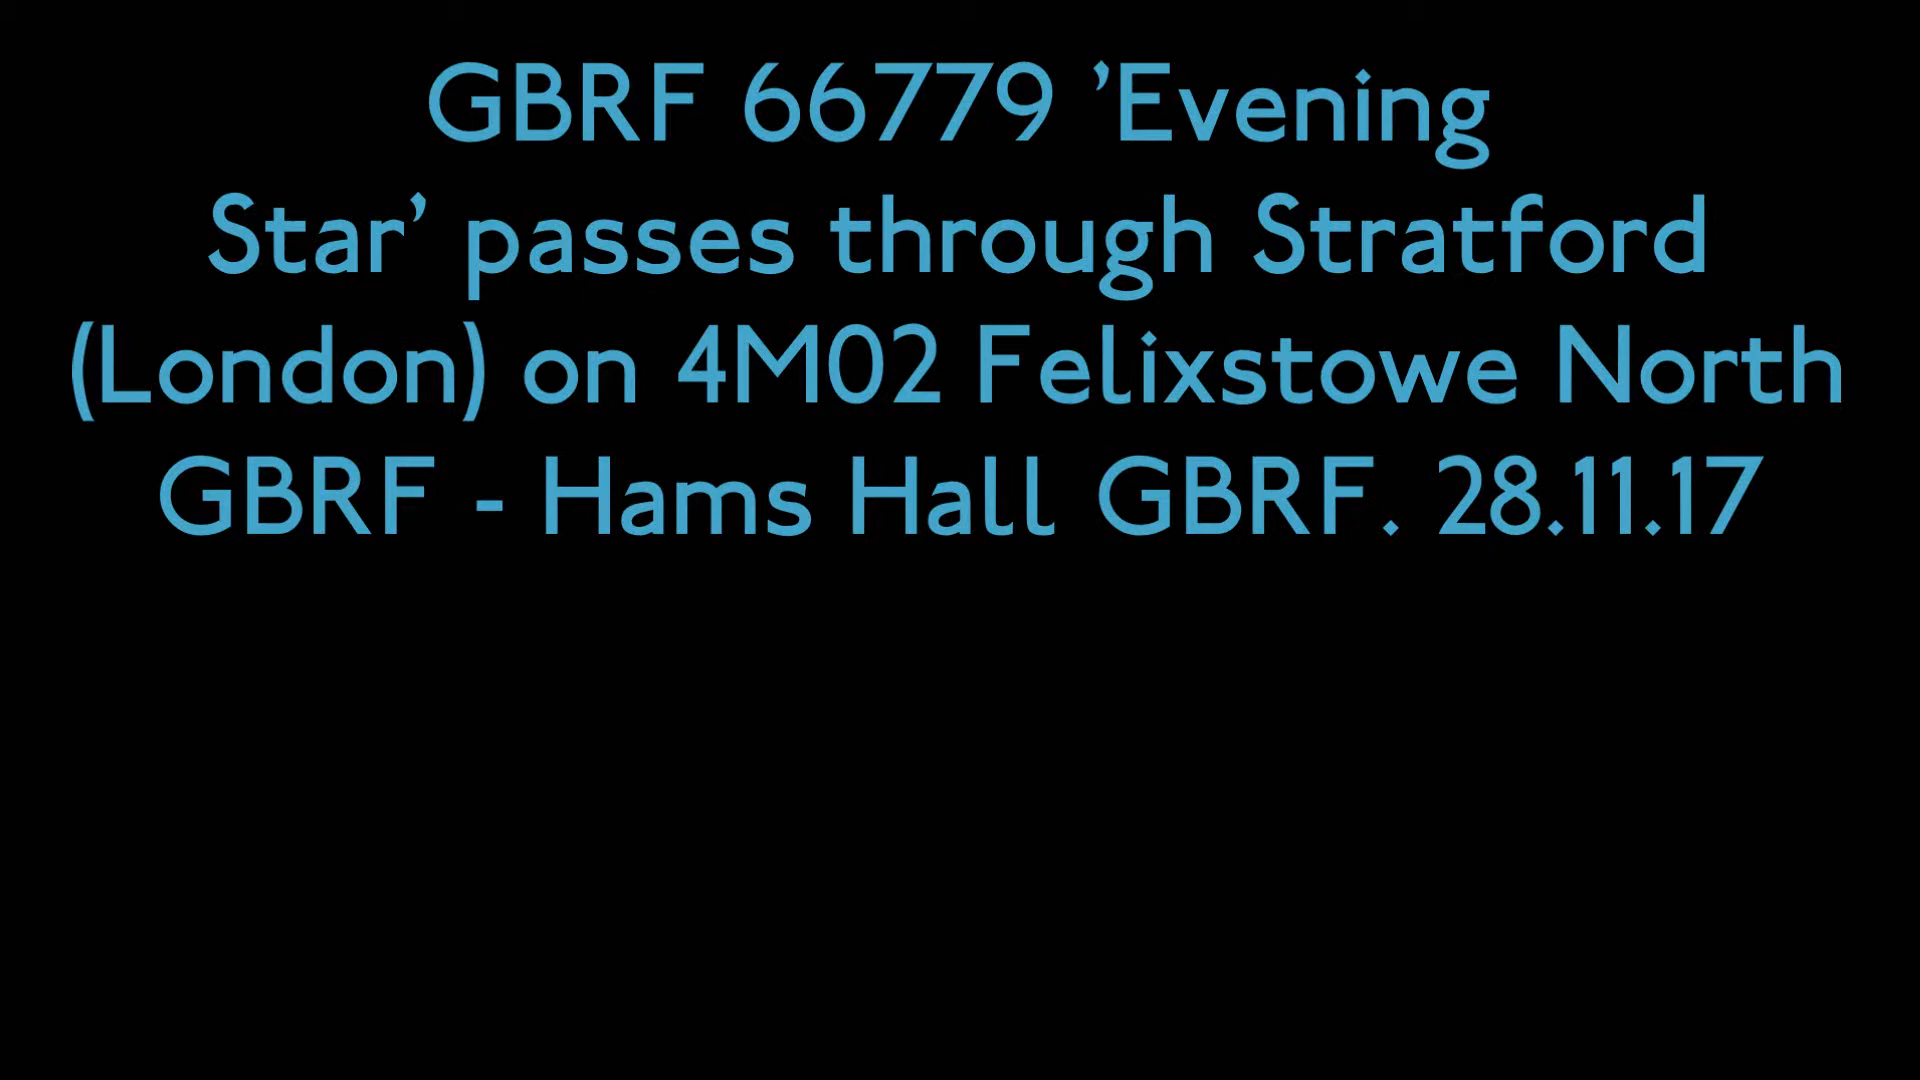 GBRF 66779 ’Evening
Star’ passes through Stratford
(London) on 4M02 Felixstowe North
GBRF - Hams Hall GBRF. 28.11.17